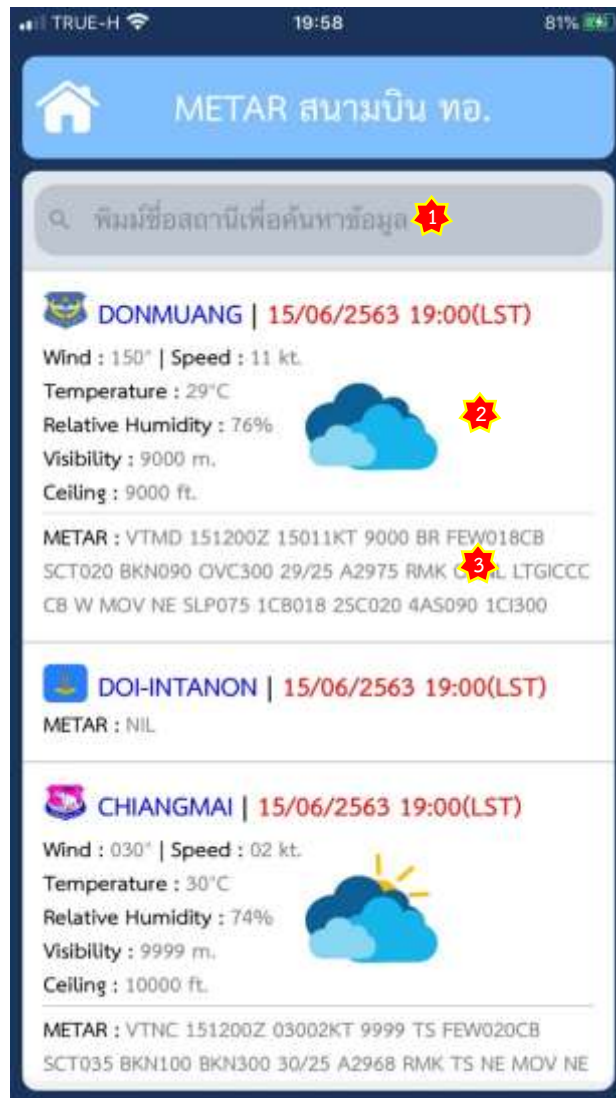 TRUE-H 19:58 81%
METAR สนามบิน ทอ.
พิมพ์ชื่อสถานีเพื่อค้นหาข้อมูล 1
DONMUANG | 15/06/2563 19:00(LST)
Wind : 150° | Speed : 11 kt.
Temperature : 29°C
2
Relative Humidity : 76%
Visibility : 9000 m.
Ceiling : 9000 ft.
METAR : VTMD 151200Z 15011KT 9000 BR FEW018CB
SCT020 BKN090 OVC300 29/25 A2975 RMK 3 LTGICCC
CB W MOV NE SLP075 1CB018 2SC020 4AS090 1CI300
DOI-INTANON | 15/06/2563 19:00(LST)
METAR : NIL
CHIANGMAI | 15/06/2563 19:00(LST)
Wind : 030° | Speed : 02 kt.
Temperature : 30°C
Relative Humidity : 74%
Visibility : 9999 m.
Ceiling : 10000 ft.
METAR : VTNC 151200Z 03002KT 9999 TS FEW020CB
SCT035 BKN100 BKN300 30/25 A2968 RMK TS NE MOV NE